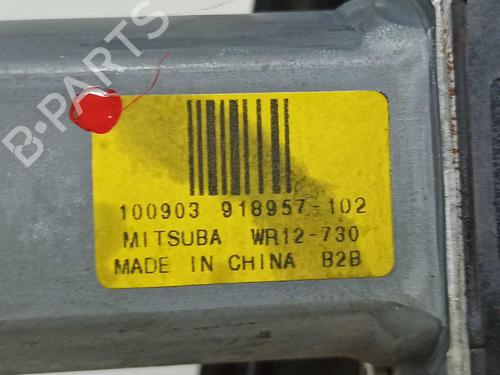 B-PARTS
100903 918957-102
MITSUBA WR12-730
MADE IN CHINA B2B